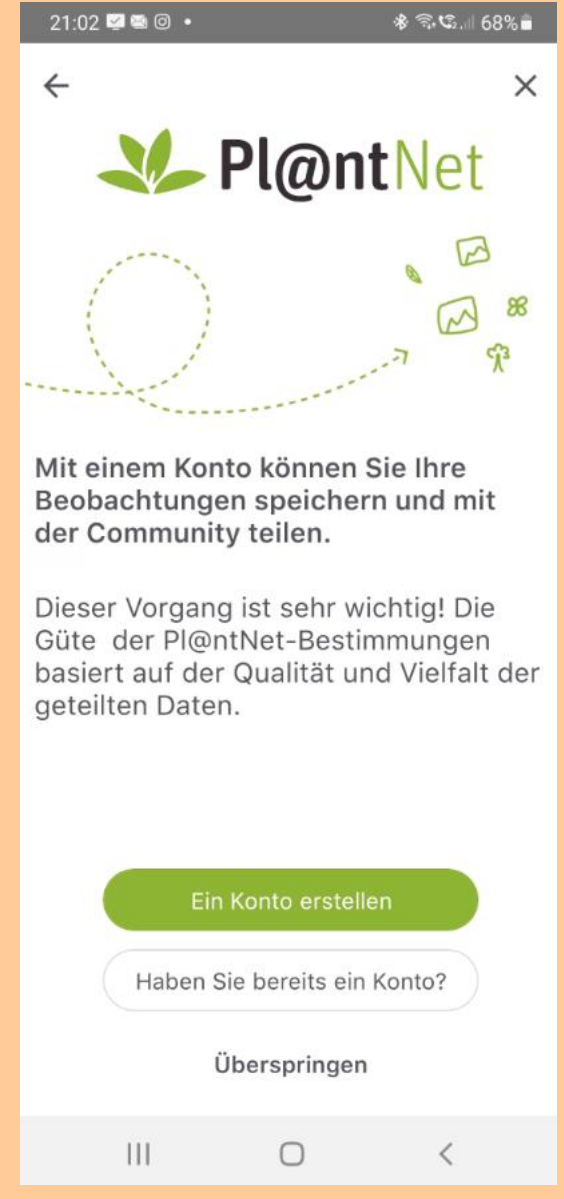 21:02 68%
Pl@ntNet
Mit einem Konto können Sie Ihre
Beobachtungen speichern und mit
der Community teilen.
Dieser Vorgang ist sehr wichtig! Die
Güte  der Pl@ntNet-Bestimmungen
basiert auf der Qualität und Vielfalt der
geteilten Daten.
Ein Konto erstellen
Haben Sie bereits ein Konto?
Überspringen